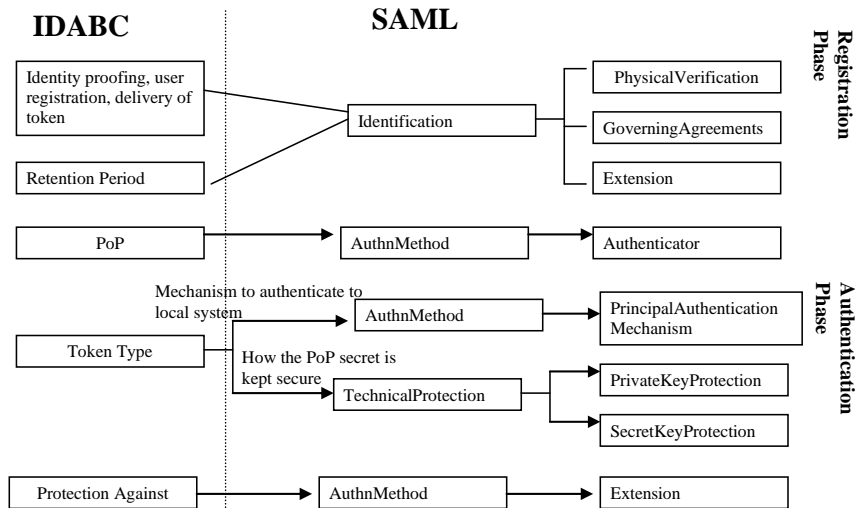 IDABC
SAML
Registration
Phase
Identity proofing, user
registration, delivery of
token
Identification
PhysicalVerification
GoverningAgreements
Retention Period
Extension
PoP
AuthnMethod
Authenticator
Authentication
Phase
Mechanism to authenticate to
local system
AuthnMethod
PrincipalAuthentication
Mechanism
Token Type
How the PoP secret is
kept secure
TechnicalProtection
PrivateKeyProtection
SecretKeyProtection
Protection Against
AuthnMethod
Extension